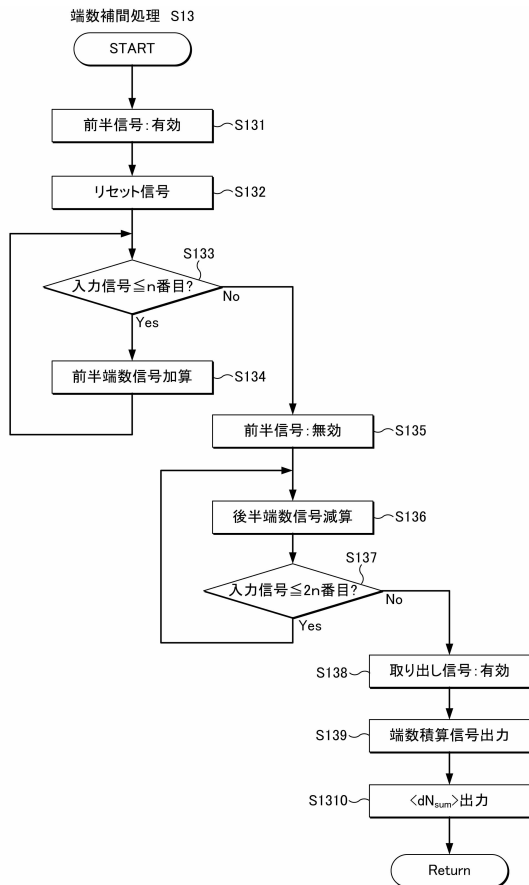 端数補間処理 S13
START
前半信号:有効
S131
リセット信号
S132
S133
入力信号≦n番目?
No
Yes
前半端数信号加算
S134
前半信号:無効
S135
後半端数信号減算
S136
S137
入力信号≦2n番目?
No
Yes
S138
取り出し信号:有効
S139
端数積算信号出力
S1310
<dNsum>出力
Return